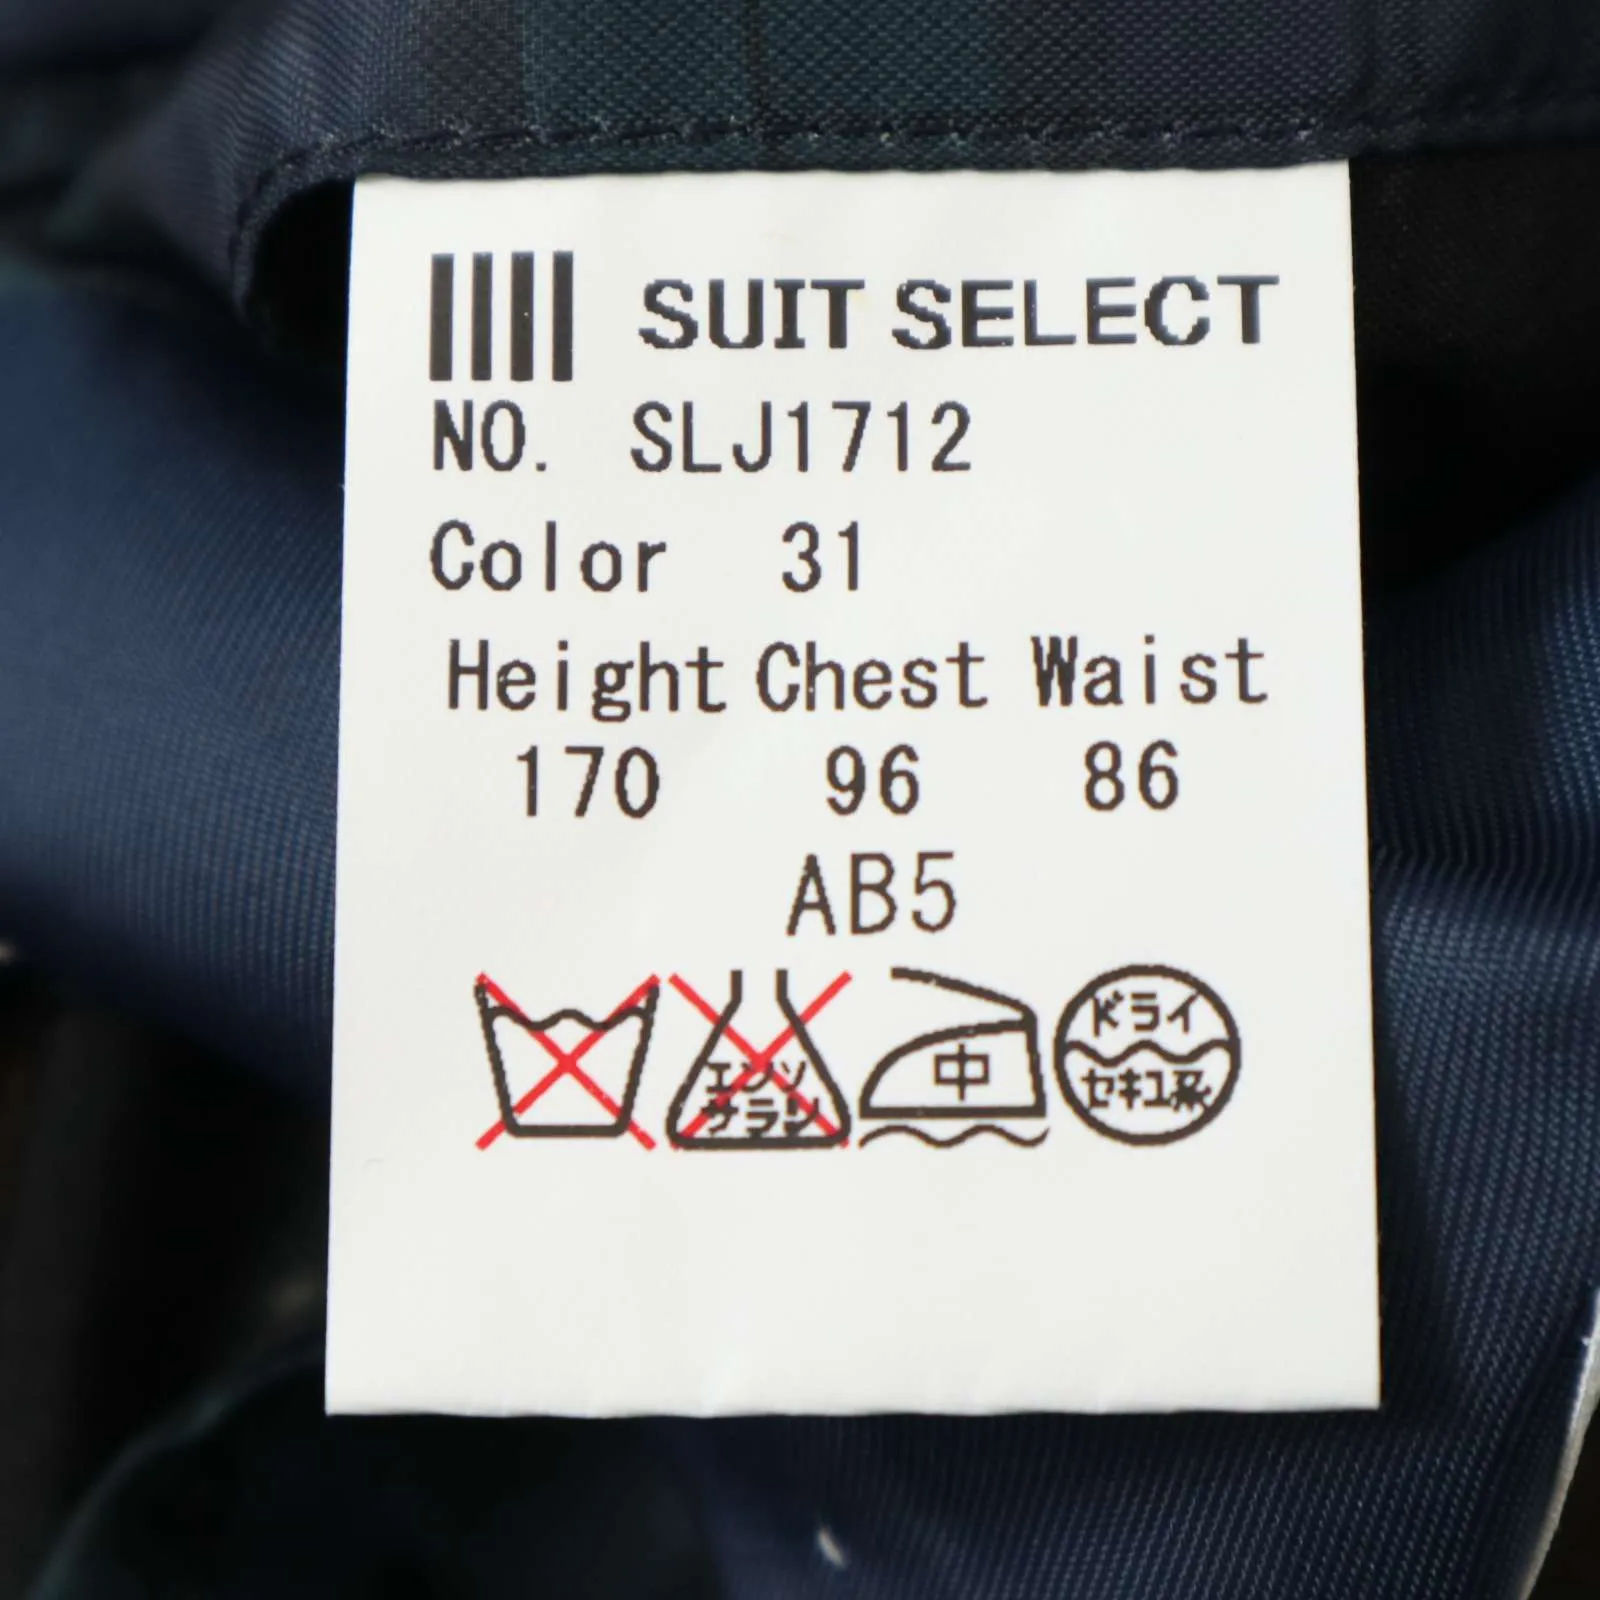 SUIT SELECT
NO. SLJ1712
Color 31
Height Chest Waist
170 96 86
AB5
エンソ
サラシ
中
ドライ
セキユ系